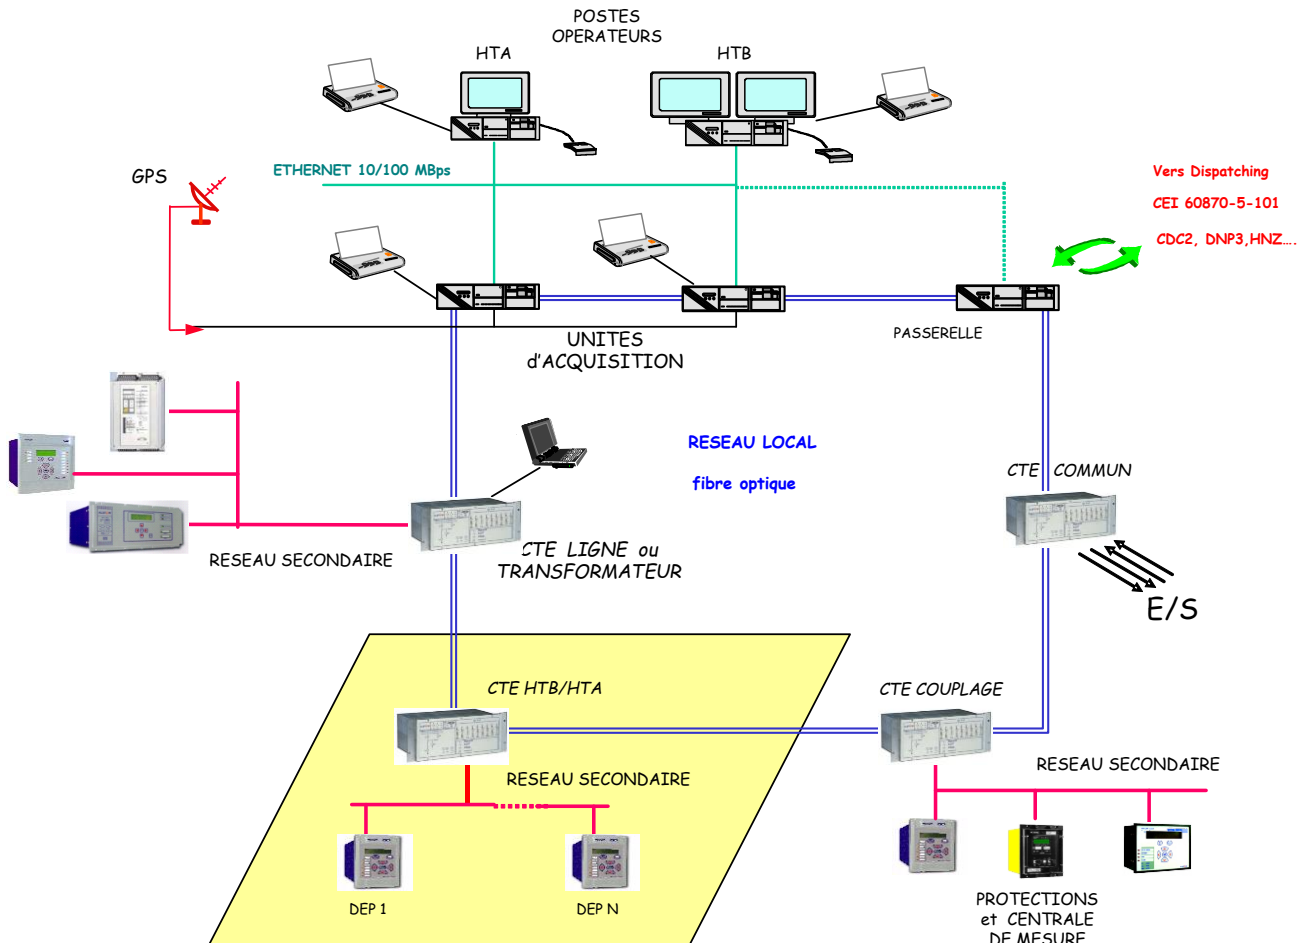 POSTES
OPERATEURS
HTA
HTB
GPS
ETHERNET 10/100 MBps
Vers Dispatching
CEI 60870-5-101
CDC2, DNP3,HNZ....
UNITES
d'ACQUISITION
PASSERELLE
RESEAU LOCAL
fibre optique
CTE COMMUN
RESEAU SECONDAIRE
CTE LIGNE ou
TRANSFORMATEUR
E/S
CTE HTB/HTA
CTE COUPLAGE
RESEAU SECONDAIRE
RESEAU SECONDAIRE
DEP 1
DEP N
PROTECTIONS
et CENTRALE
DE MESURE